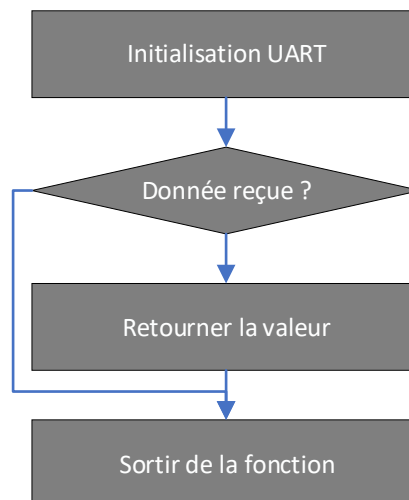 Initialisation UART
Donnée reçue ?
Retourner la valeur
Sortir de la fonction